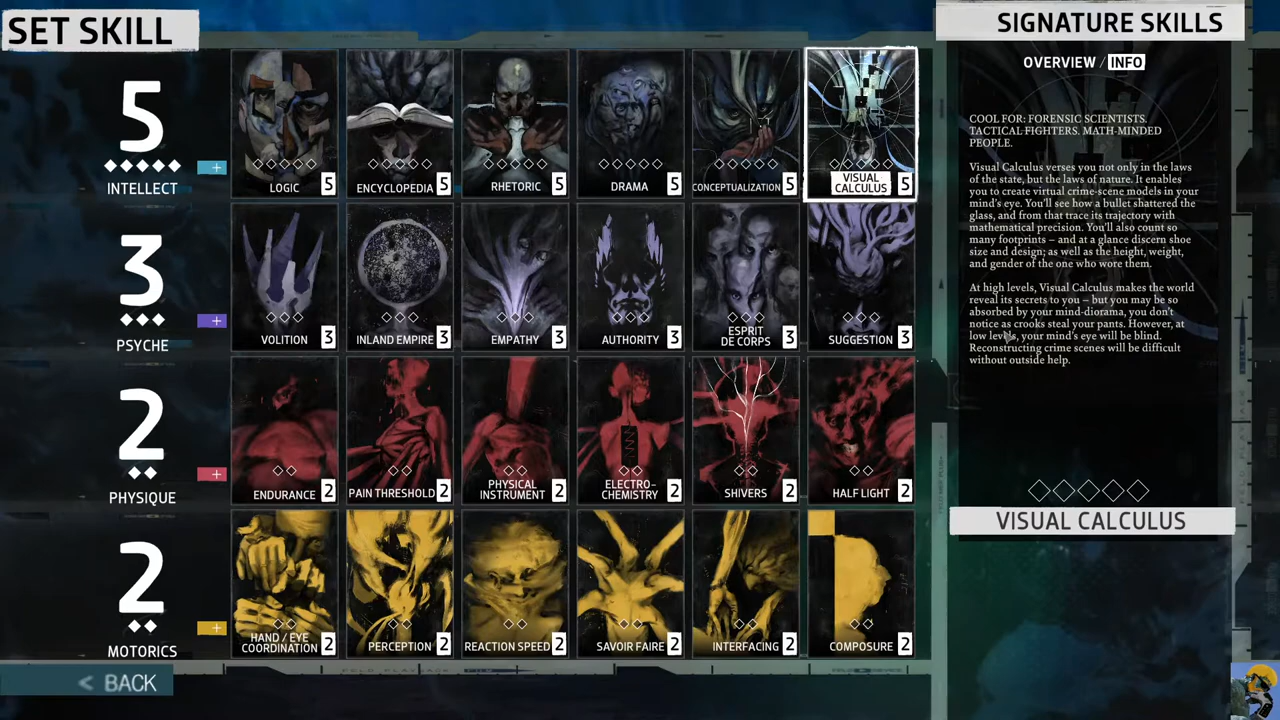 SET SKILL
SIGNATURE SKILLS
OVERVIEW / INFO
5
INTELLECT
+
LOGIC 5
ENCYCLOPEDIA 5
RHETORIC 5
DRAMA 5
CONCEPTUALIZATION 5
VISUAL
CALCULUS 5
3
PSYCHE
+
VOLITION 3
INLAND EMPIRE 3
EMPATHY 3
AUTHORITY 3
ESPRIT
DE CORPS 3
SUGGESTION 3
2
PHYSIQUE
+
ENDURANCE 2
PAIN THRESHOLD 2
PHYSICAL
INSTRUMENT 2
ELECTRO-
CHEMISTRY 2
SHIVERS 2
HALF LIGHT 2
2
MOTORICS
+
HAND / EYE
COORDINATION 2
PERCEPTION 2
REACTION SPEED 2
SAVOIR FAIRE 2
INTERFACING 2
COMPOSURE 2
< BACK
COOL FOR: FORENSIC SCIENTISTS.
TACTICAL FIGHTERS. MATH-MINDED
PEOPLE.
Visual Calculus verses you not only in the laws
of the state, but the laws of nature. It enables
you to create virtual crime-scene models in your
mind's eye. You'll see how a bullet shattered the
glass, and from that trace its trajectory with
mathematical precision. You'll also count so
many footprints – and at a glance discern shoe
size and design; as well as the height, weight,
and gender of the one who wore them.
At high levels, Visual Calculus makes the world
reveal its secrets to you – but you may be so
absorbed by your mind-diorama, you don't
notice as crooks steal your pants. However, at
low levels, your mind's eye will be blind.
Reconstructing crime scenes will be difficult
without outside help.
VISUAL CALCULUS